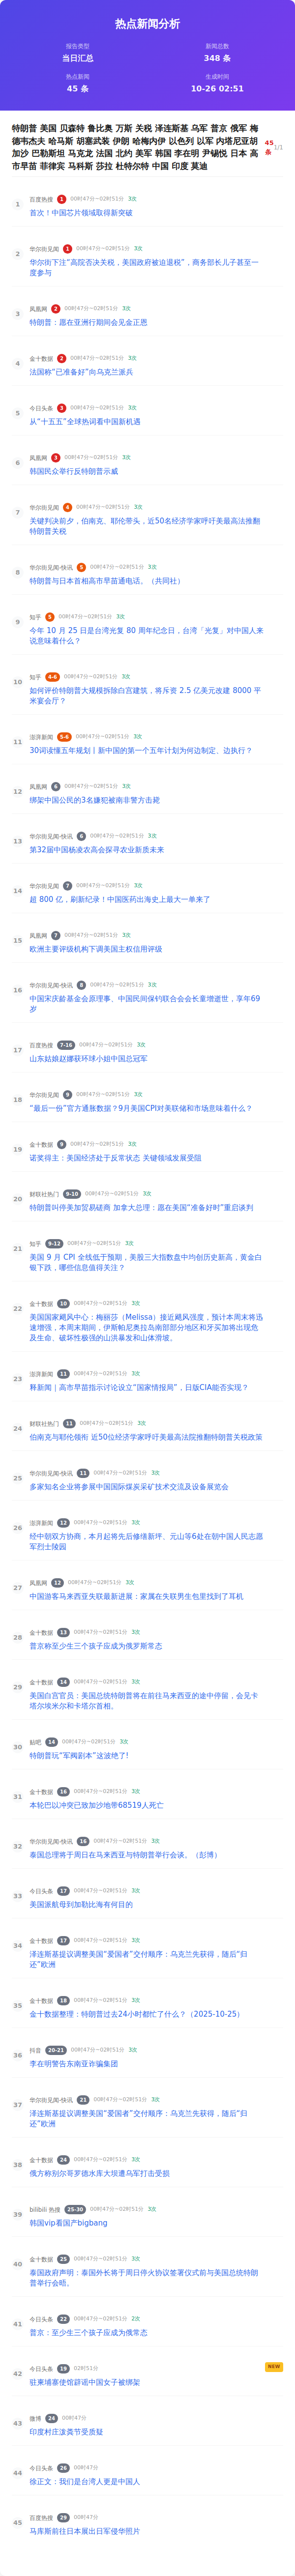 热点新闻分析
报告类型
当日汇总
新闻总数
348 条
热点新闻
45 条
生成时间
10-26 02:51
特朗普 美国 贝森特 鲁比奥 万斯 关税 泽连斯基 乌军 普京 俄军 梅
德韦杰夫 哈马斯 胡塞武装 伊朗 哈梅内伊 以色列 以军 内塔尼亚胡
加沙 巴勒斯坦 马克龙 法国 北约 美军 韩国 李在明 尹锡悦 日本 高
市早苗 菲律宾 马科斯 莎拉 杜特尔特 中国 印度 莫迪
45
条
1/1
1
百度热搜 1 00时47分~02时51分 3次
首次！中国芯片领域取得新突破
2
华尔街见闻 1 00时47分~02时51分 3次
华尔街下注“高院否决关税，美国政府被迫退税”，商务部长儿子甚至一
度参与
3
凤凰网 2 00时47分~02时51分 3次
特朗普：愿在亚洲行期间会见金正恩
4
金十数据 2 00时47分~02时51分 3次
法国称“已准备好”向乌克兰派兵
5
今日头条 3 00时47分~02时51分 3次
从“十五五”全球热词看中国新机遇
6
凤凰网 3 00时47分~02时51分 3次
韩国民众举行反特朗普示威
7
华尔街见闻 4 00时47分~02时51分 3次
关键判决前夕，伯南克、耶伦带头，近50名经济学家呼吁美最高法推翻
特朗普关税
8
华尔街见闻-快讯 5 00时47分~02时51分 3次
特朗普与日本首相高市早苗通电话。（共同社）
9
知乎 5 00时47分~02时51分 3次
今年 10 月 25 日是台湾光复 80 周年纪念日，台湾「光复」对中国人来
说意味着什么？
10
知乎 4-6 00时47分~02时51分 3次
如何评价特朗普大规模拆除白宫建筑，将斥资 2.5 亿美元改建 8000 平
米宴会厅？
11
澎湃新闻 5-6 00时47分~02时51分 3次
30词读懂五年规划丨新中国的第一个五年计划为何边制定、边执行？
12
凤凰网 6 00时47分~02时51分 3次
绑架中国公民的3名嫌犯被南非警方击毙
13
华尔街见闻-快讯 6 00时47分~02时51分 3次
第32届中国杨凌农高会探寻农业新质未来
14
华尔街见闻 7 00时47分~02时51分 3次
超 800 亿，刷新纪录！中国医药出海史上最大一单来了
15
凤凰网 7 00时47分~02时51分 3次
欧洲主要评级机构下调美国主权信用评级
16
华尔街见闻-快讯 8 00时47分~02时51分 3次
中国宋庆龄基金会原理事、中国民间保钓联合会会长童增逝世，享年69
岁
17
百度热搜 7-16 00时47分~02时51分 3次
山东姑娘赵娜获环球小姐中国总冠军
18
华尔街见闻 9 00时47分~02时51分 3次
“最后一份”官方通胀数据？9月美国CPI对美联储和市场意味着什么？
19
金十数据 9 00时47分~02时51分 3次
诺奖得主：美国经济处于反常状态 关键领域发展受阻
20
财联社热门 9-10 00时47分~02时51分 3次
特朗普叫停美加贸易磋商 加拿大总理：愿在美国“准备好时”重启谈判
21
知乎 9-12 00时47分~02时51分 3次
美国 9 月 CPI 全线低于预期，美股三大指数盘中均创历史新高，黄金白
银下跌，哪些信息值得关注？
22
金十数据 10 00时47分~02时51分 3次
美国国家飓风中心：梅丽莎（Melissa）接近飓风强度，预计本周末将迅
速增强，本周末期间，伊斯帕尼奥拉岛南部部分地区和牙买加将出现危
及生命、破坏性极强的山洪暴发和山体滑坡。
23
澎湃新闻 11 00时47分~02时51分 3次
释新闻｜高市早苗指示讨论设立“国家情报局”，日版CIA能否实现？
24
财联社热门 11 00时47分~02时51分 3次
伯南克与耶伦领衔 近50位经济学家呼吁美最高法院推翻特朗普关税政策
25
华尔街见闻-快讯 11 00时47分~02时51分 3次
多家知名企业将参展中国国际煤炭采矿技术交流及设备展览会
26
澎湃新闻 12 00时47分~02时51分 3次
经中朝双方协商，本月起将先后修缮新坪、元山等6处在朝中国人民志愿
军烈士陵园
27
凤凰网 12 00时47分~02时51分 3次
中国游客马来西亚失联最新进展：家属在失联男生包里找到了耳机
28
金十数据 13 00时47分~02时51分 3次
普京称至少生三个孩子应成为俄罗斯常态
29
金十数据 14 00时47分~02时51分 3次
美国白宫官员：美国总统特朗普将在前往马来西亚的途中停留，会见卡
塔尔埃米尔和卡塔尔首相。
30
贴吧 14 00时47分~02时51分 3次
特朗普玩“军阀剧本”这波绝了!
31
金十数据 16 00时47分~02时51分 3次
本轮巴以冲突已致加沙地带68519人死亡
32
华尔街见闻-快讯 16 00时47分~02时51分 3次
泰国总理将于周日在马来西亚与特朗普举行会谈。（彭博）
33
今日头条 17 00时47分~02时51分 3次
美国派航母到加勒比海有何目的
34
金十数据 17 00时47分~02时51分 3次
泽连斯基提议调整美国“爱国者”交付顺序：乌克兰先获得，随后“归
还”欧洲
35
金十数据 18 00时47分~02时51分 3次
金十数据整理：特朗普过去24小时都忙了什么？（2025-10-25）
36
抖音 20-21 00时47分~02时51分 3次
李在明警告东南亚诈骗集团
37
华尔街见闻-快讯 21 00时47分~02时51分 3次
泽连斯基提议调整美国“爱国者”交付顺序：乌克兰先获得，随后“归
还”欧洲
38
金十数据 24 00时47分~02时51分 3次
俄方称别尔哥罗德水库大坝遭乌军打击受损
39
bilibili 热搜 25-30 00时47分~02时51分 3次
韩国vip看国产bigbang
40
金十数据 25 00时47分~02时51分 3次
泰国政府声明：泰国外长将于周日停火协议签署仪式前与美国总统特朗
普举行会晤。
41
今日头条 22 00时47分~02时51分 2次
普京：至少生三个孩子应成为俄常态
42
今日头条 19 02时51分
NEW
驻柬埔寨使馆辟谣中国女子被绑架
43
微博 24 00时47分
印度村庄泼粪节受质疑
44
今日头条 26 00时47分
徐正文：我们是台湾人更是中国人
45
百度热搜 29 00时47分
马库斯前往日本展出日军侵华照片